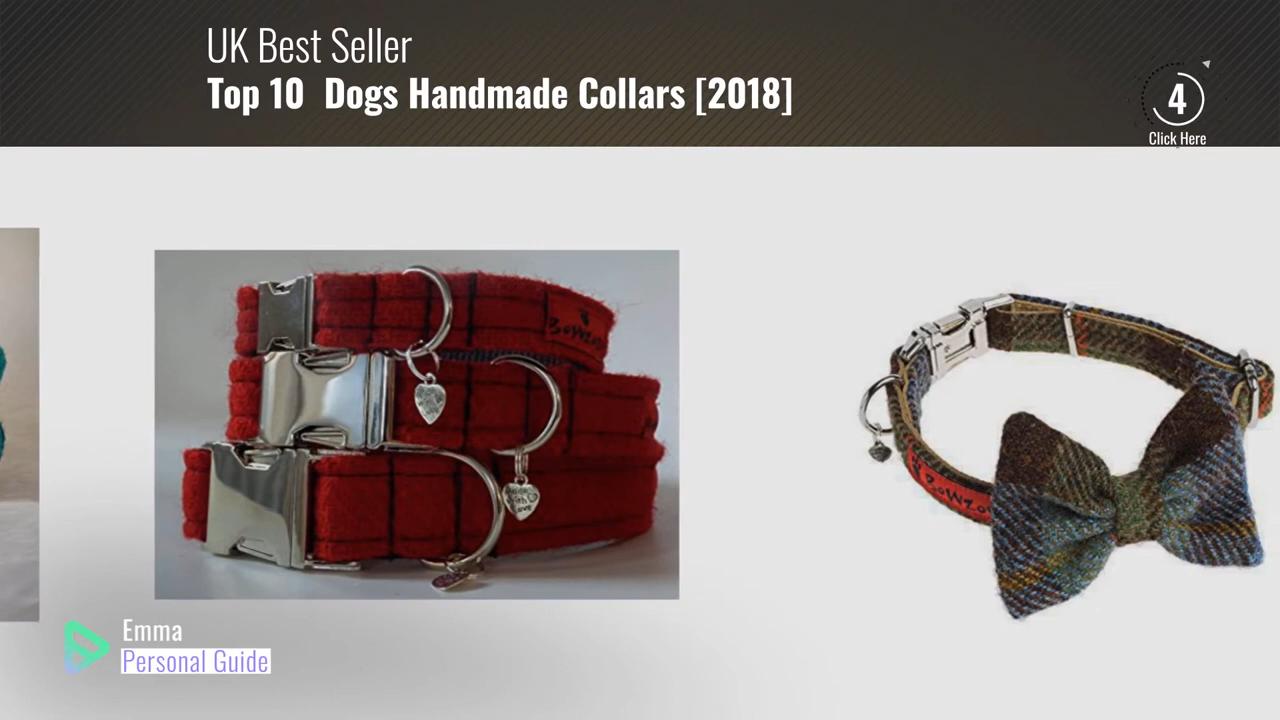 UK Best Seller
Top 10 Dogs Handmade Collars [2018]
4
Click Here
Emma
Personal Guide